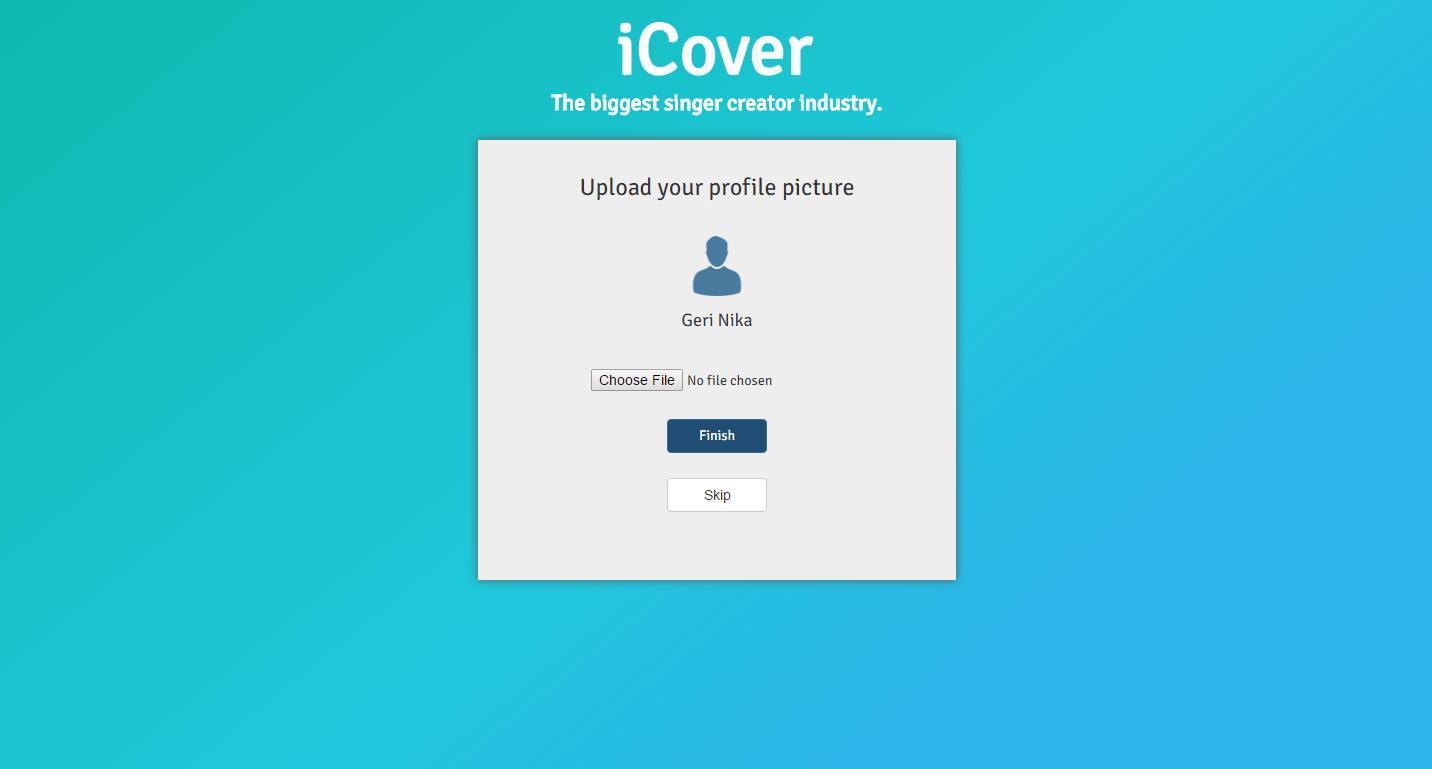 iCover
The biggest singer creator industry.
Upload your profile picture
Geri Nika
Choose File No file chosen
Finish
Skip